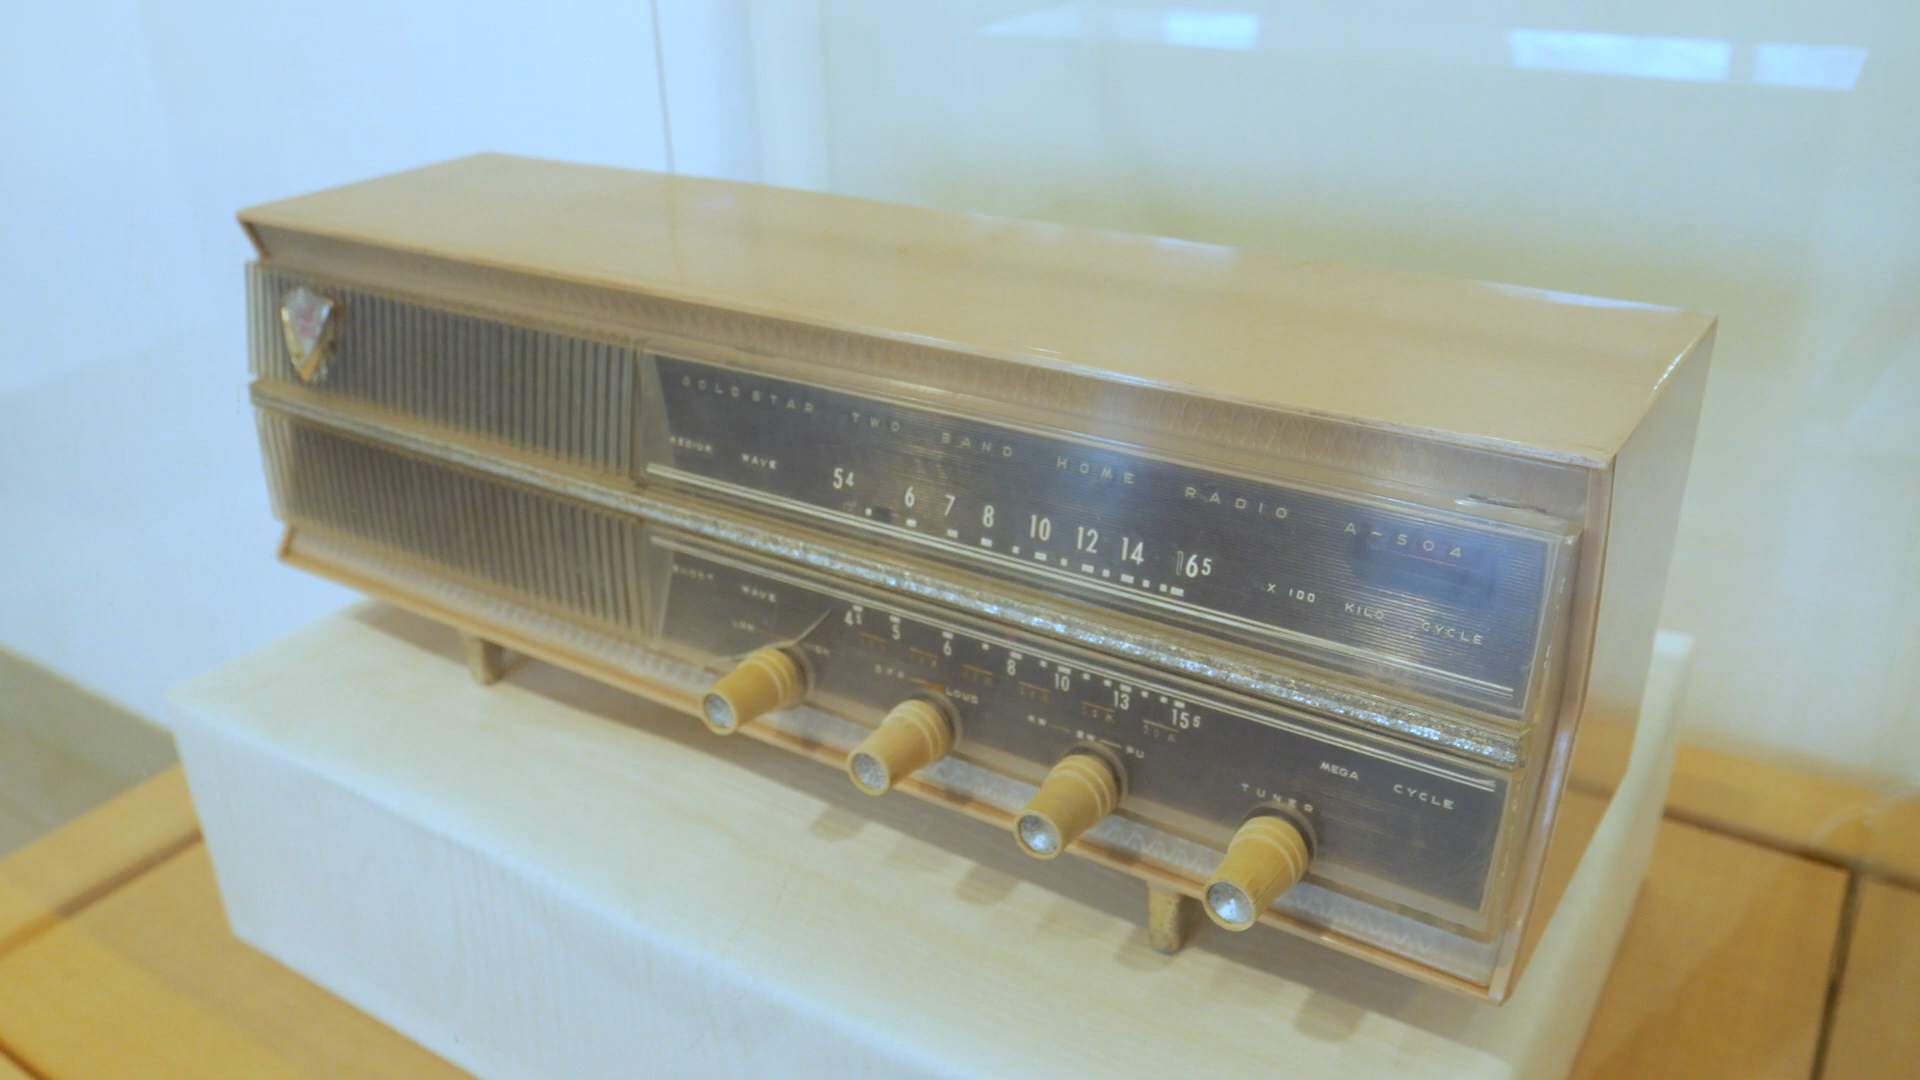 GOLDSTAR TWO BAND HOME RADIO A-504
MEDIUM WAVE
54 6 7 8 10 12 14 165
X 100 KILO CYCLE
SHORT WAVE
45 5 6 8 10 13 155
MEGA CYCLE
OFF LOUD
SW PU
TUNER